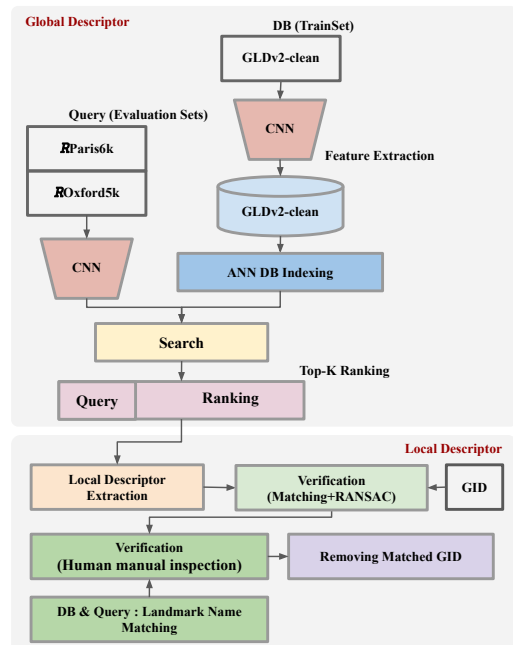 Global Descriptor
DB (TrainSet)
GLDv2-clean
Query (Evaluation Sets)
RParis6k
ROxford5k
CNN
Feature Extraction
GLDv2-clean
CNN
ANN DB Indexing
Search
Top-K Ranking
Query
Ranking
Local Descriptor
Local Descriptor
Extraction
Verification
(Matching+RANSAC)
GID
Verification
(Human manual inspection)
Removing Matched GID
DB & Query : Landmark Name
Matching